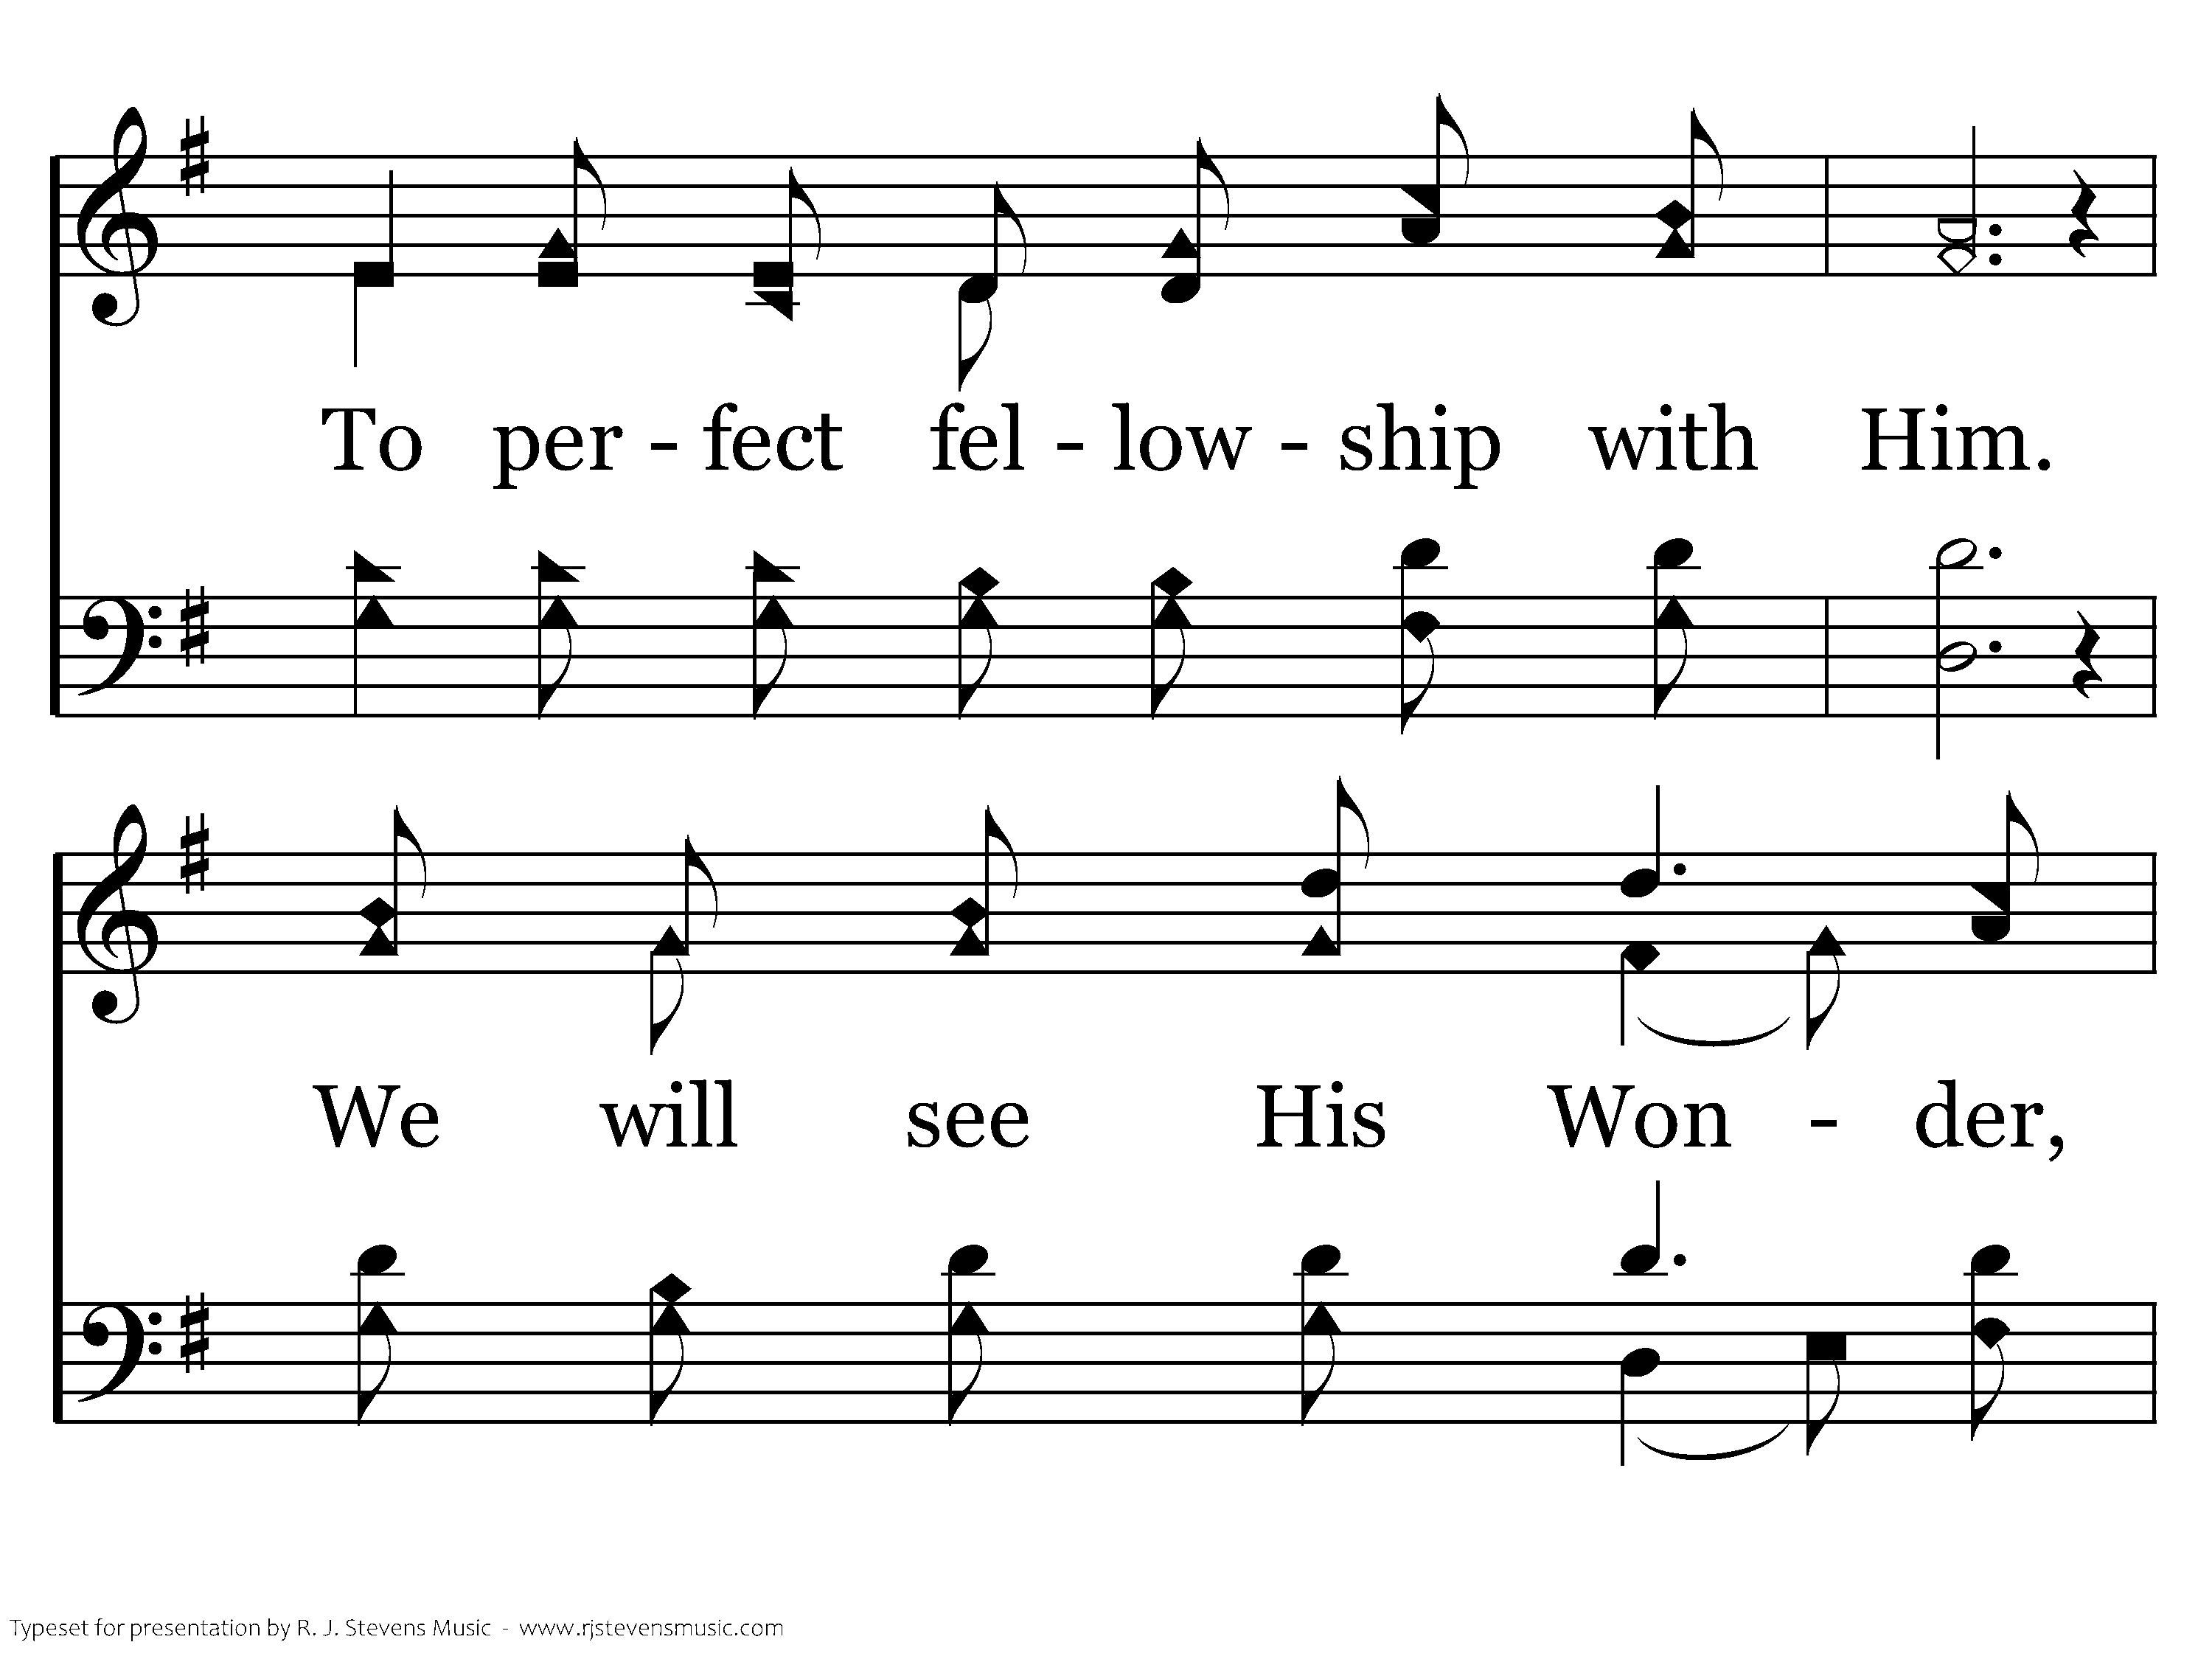 To per - fect fel - low - ship with Him.
We will see His Won - der,
Typeset for presentation by R. J. Stevens Music - www.rjstevensmusic.com